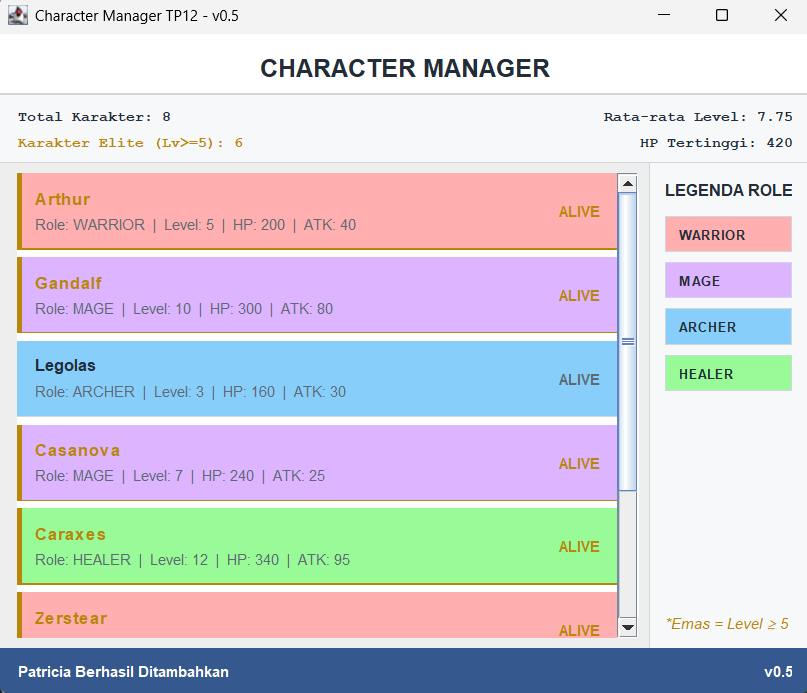 Character Manager TP12 - v0.5
CHARACTER MANAGER
Total Karakter: 8
Rata-rata Level: 7.75
Karakter Elite (Lv>=5): 6
HP Tertinggi: 420
Arthur
Role: WARRIOR | Level: 5 | HP: 200 | ATK: 40
ALIVE
Gandalf
Role: MAGE | Level: 10 | HP: 300 | ATK: 80
ALIVE
Legolas
Role: ARCHER | Level: 3 | HP: 160 | ATK: 30
ALIVE
Casanova
Role: MAGE | Level: 7 | HP: 240 | ATK: 25
ALIVE
Caraxes
Role: HEALER | Level: 12 | HP: 340 | ATK: 95
ALIVE
Zerstear
ALIVE
LEGENDA ROLE
WARRIOR
MAGE
ARCHER
HEALER
*Emas = Level ≥ 5
Patricia Berhasil Ditambahkan
v0.5